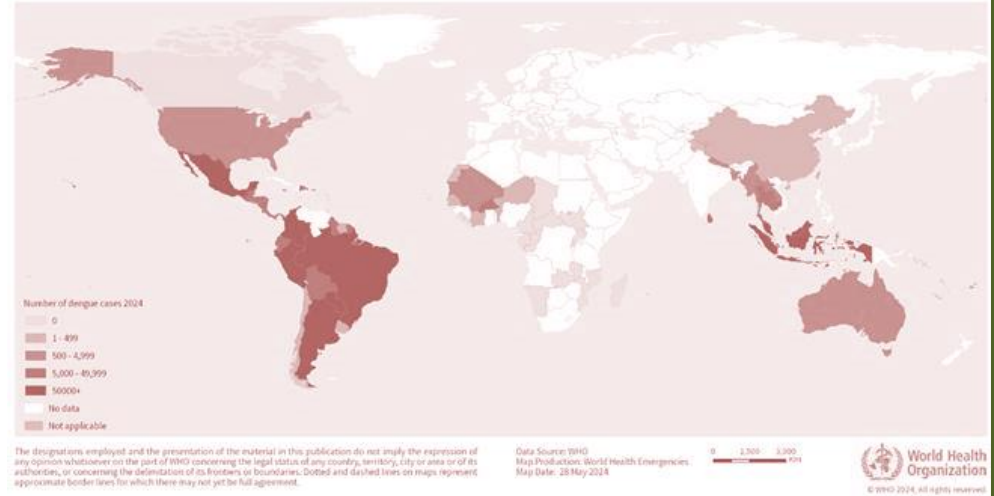 Number of dengue cases 2024
0
1 - 499
500 - 4,999
5,000 - 49,999
50000+
No data
Not applicable
The designations employed and the presentation of the material in this publication do not imply the expression of
any opinion whatsoever on the part of WHO concerning the legal status of any country, territory, city or area or of its
authorities, or concerning the delimitation of its frontiers or boundaries. Dotted and dashed lines on maps represent
approximate border lines for which there may not yet be full agreement.
Data Source: WHO
Map Production: World Health Emergencies
Map Date: 28 May 2024
0
km
World Health
Organization
© WHO 2024, All rights reserved.